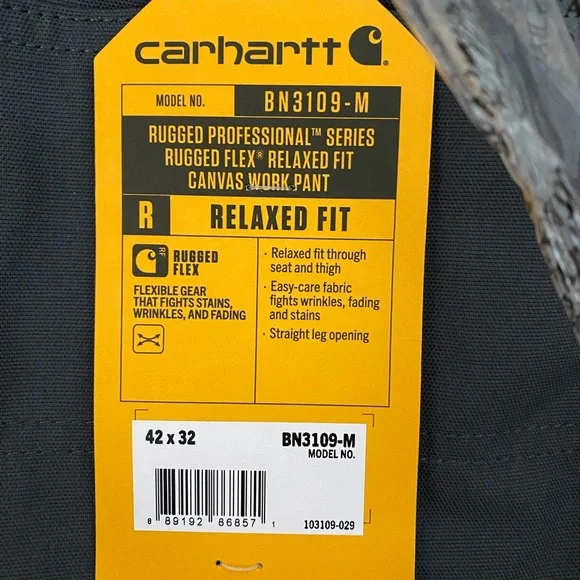 carhartt
MODEL NO. BN3109-M
RUGGED PROFESSIONAL™ SERIES
RUGGED FLEX® RELAXED FIT
CANVAS WORK PANT
R RELAXED FIT
RF
RUGGED
FLEX
FLEXIBLE GEAR
THAT FIGHTS STAINS,
WRINKLES, AND FADING
· Relaxed fit through
seat and thigh
· Easy-care fabric
fights wrinkles, fading
and stains
· Straight leg opening
42 x 32 BN3109-M
MODEL NO.
8 89192 86857 1
103109-029